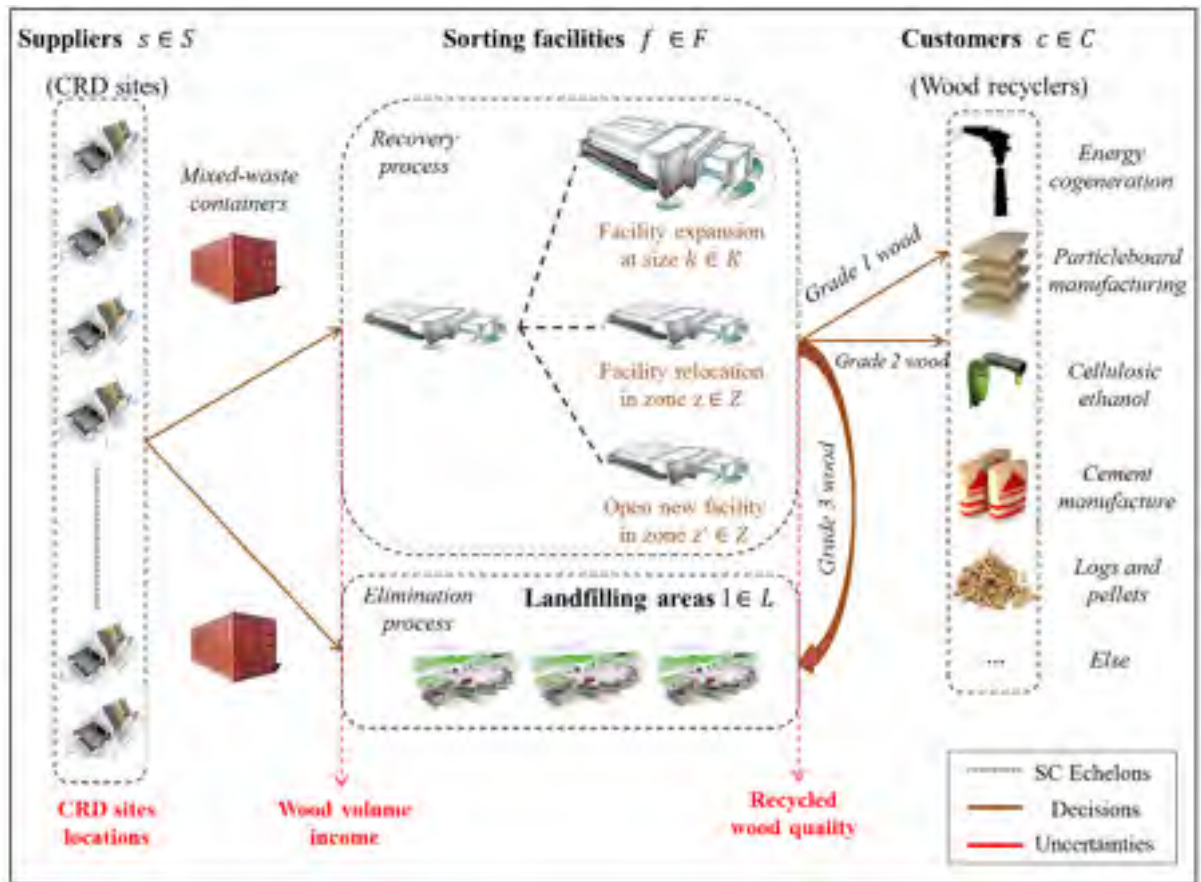 Suppliers s ∈ S
(CRD sites)
Mixed-waste
containers
CRD sites
locations
Sorting facilities f ∈ F
Recovery
process
Facility expansion
at size k ∈ K
Facility relocation
in zone z ∈ Z
Open new facility
in zone z' ∈ Z
Elimination
process
Landfilling areas l ∈ L
Wood volume
income
Grade 1 wood
Grade 2 wood
Grade 3 wood
Recycled
wood quality
Customers c ∈ C
(Wood recyclers)
Energy
cogeneration
Particleboard
manufacturing
Cellulosic
ethanol
Cement
manufacture
Logs and
pellets
...
Else
SC Echelons
Decisions
Uncertainties